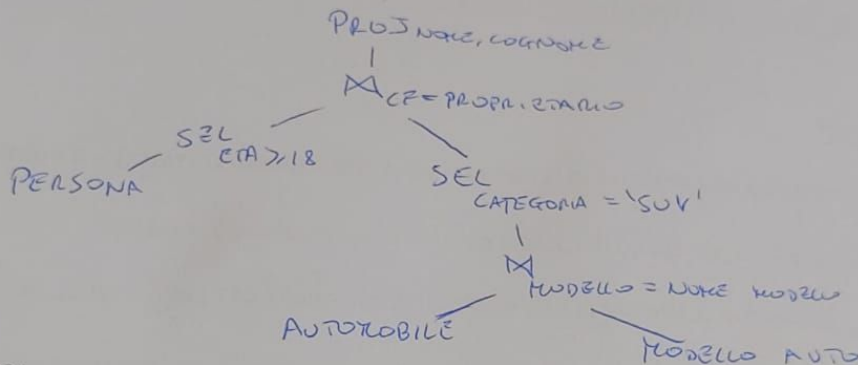 PROJ NOME, COGNOME
⋈ CF = PROPRIETARIO
SEL ETA ≥ 18
PERSONA
SEL CATEGORIA = 'SUV'
⋈ MODELLO = NOME MODELLO
AUTOMOBILE
MODELLO AUTO